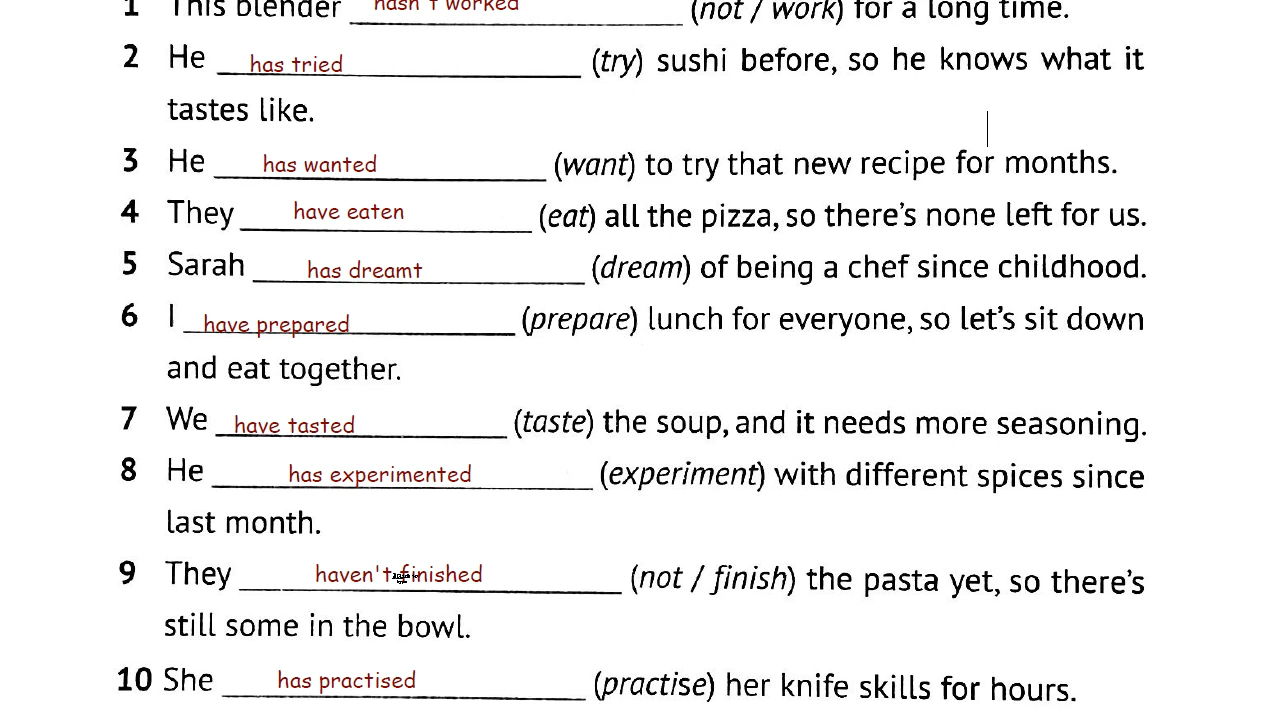 1 This blender hasn't worked (not / work) for a long time.
2 He has tried (try) sushi before, so he knows what it
tastes like.
3 He has wanted (want) to try that new recipe for months.
4 They have eaten (eat) all the pizza, so there's none left for us.
5 Sarah has dreamt (dream) of being a chef since childhood.
6 I have prepared (prepare) lunch for everyone, so let's sit down
and eat together.
7 We have tasted (taste) the soup, and it needs more seasoning.
8 He has experimented (experiment) with different spices since
last month.
9 They haven't finished (not / finish) the pasta yet, so there's
still some in the bowl.
10 She has practised (practise) her knife skills for hours.